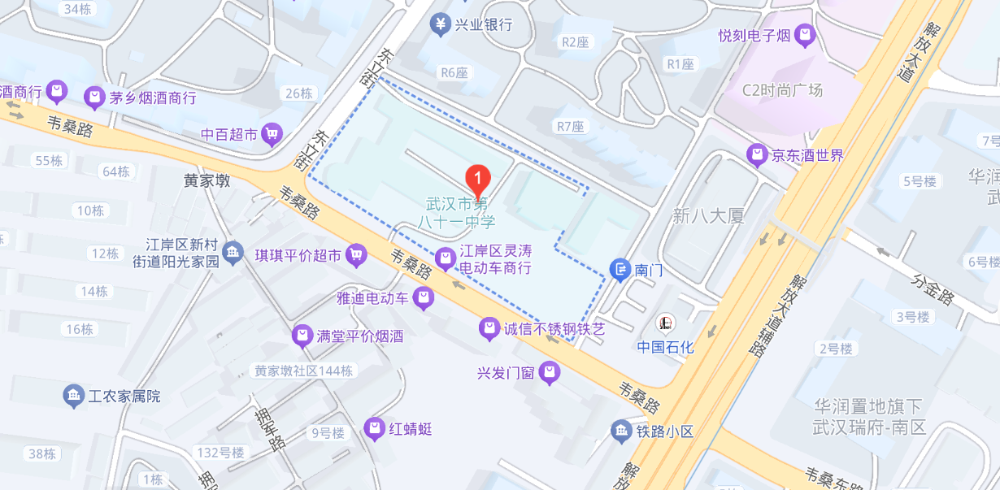 34栋
兴业银行
R2座
悦刻电子烟
解放大道
东立街
R6座
R1座
C2时尚广场
酒商行
茅乡烟酒商行
26栋
韦桑路
中百超市
东立街
R7座
京东酒世界
7号
55栋
64栋
黄家墩
5号楼
华润
武
韦桑路
1
武汉市第
八十一中学
新八大厦
10栋
栋
12栋
江岸区新村
街道阳光家园
琪琪平价超市
韦桑路
江岸区灵涛
电动车商行
南门
6号楼
分金路
14栋
雅迪电动车
解放大道辅路
3号楼
16栋
满堂平价烟酒
诚信不锈钢铁艺
中国石化
2号楼
黄家墩社区144栋
兴发门窗
韦桑路
工农家属院
拥军路
华润置地旗下
武汉瑞府-南区
9号楼
红蜻蜓
铁路小区
38栋
132号楼
1栋
拥
解放
韦桑东路